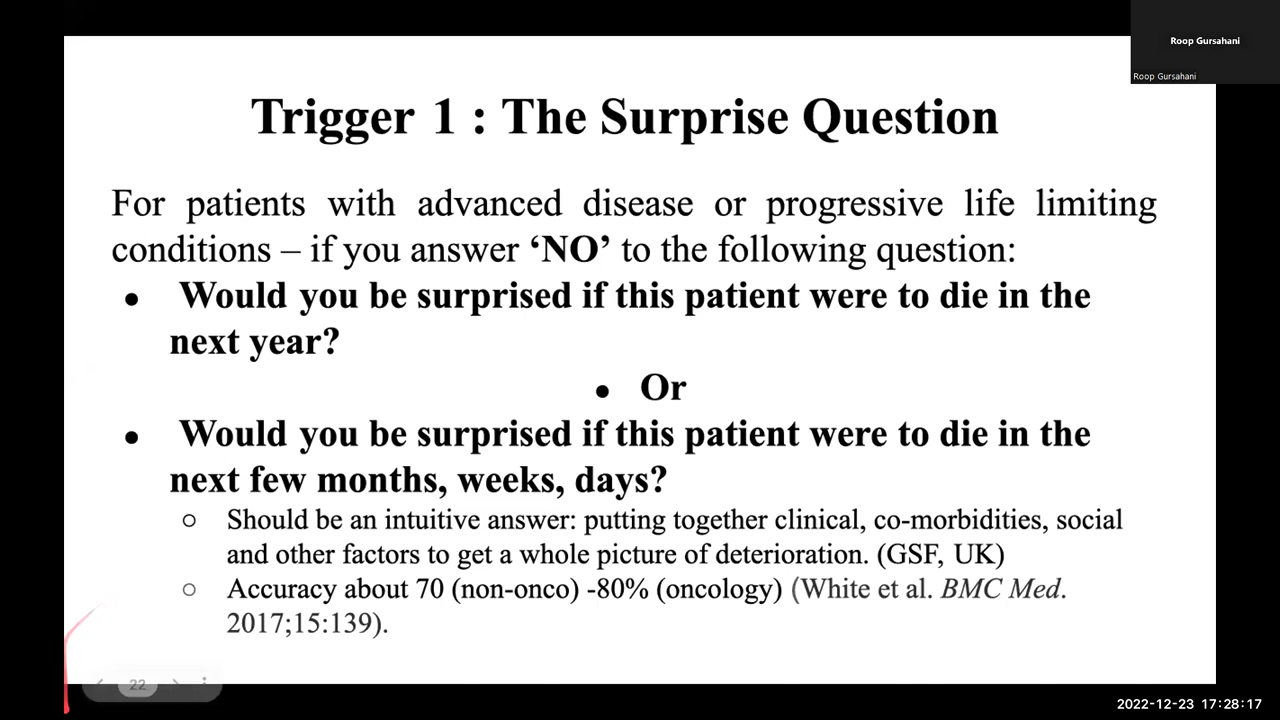 Roop Gursahani
Roop Gursahani
Trigger 1 : The Surprise Question
For patients with advanced disease or progressive life limiting
conditions – if you answer ‘NO’ to the following question:
● Would you be surprised if this patient were to die in the
next year?
● Or
● Would you be surprised if this patient were to die in the
next few months, weeks, days?
○ Should be an intuitive answer: putting together clinical, co-morbidities, social
and other factors to get a whole picture of deterioration. (GSF, UK)
○ Accuracy about 70 (non-onco) -80% (oncology) (White et al. BMC Med.
2017;15:139).
22
2022-12-23 17:28:17